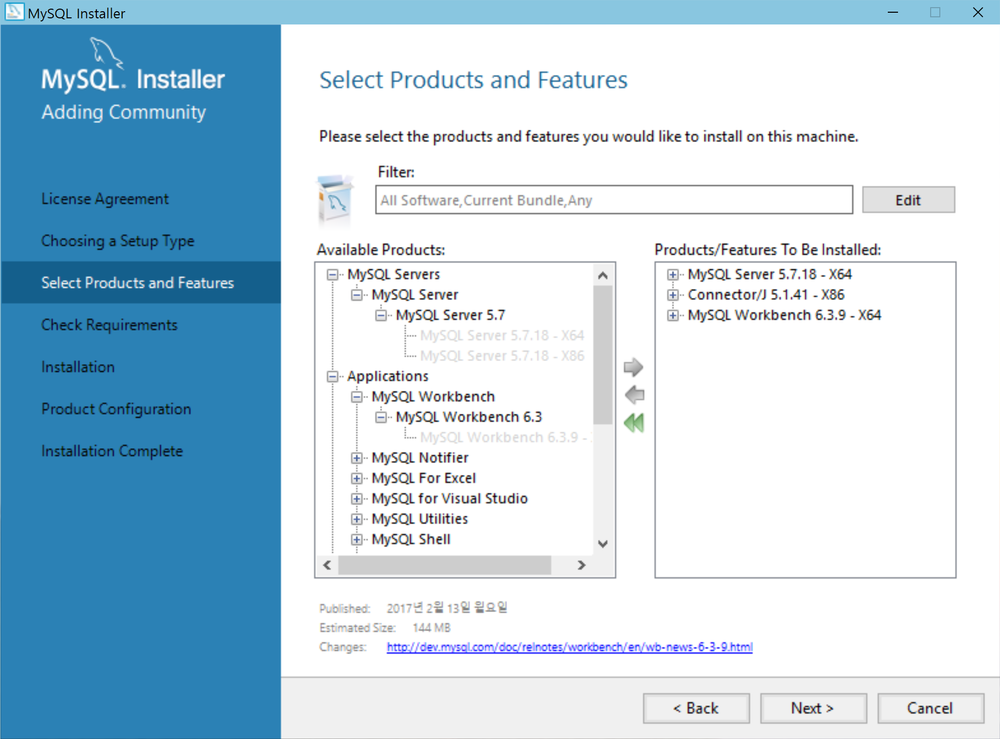 MySQL Installer
MySQL. Installer
Adding Community
License Agreement
Choosing a Setup Type
Select Products and Features
Check Requirements
Installation
Product Configuration
Installation Complete
Select Products and Features
Please select the products and features you would like to install on this machine.
Filter:
All Software,Current Bundle,Any
Edit
Available Products:
MySQL Servers
MySQL Server
MySQL Server 5.7
MySQL Server 5.7.18 - X64
MySQL Server 5.7.18 - X86
Applications
MySQL Workbench
MySQL Workbench 6.3
MySQL Workbench 6.3.9 -
MySQL Notifier
MySQL For Excel
MySQL for Visual Studio
MySQL Utilities
MySQL Shell
Products/Features To Be Installed:
MySQL Server 5.7.18 - X64
Connector/J 5.1.41 - X86
MySQL Workbench 6.3.9 - X64
Published: 2017년 2월 13일 월요일
Estimated Size: 144 MB
Changes: http://dev.mysql.com/doc/relnotes/workbench/en/wb-news-6-3-9.html
< Back
Next >
Cancel